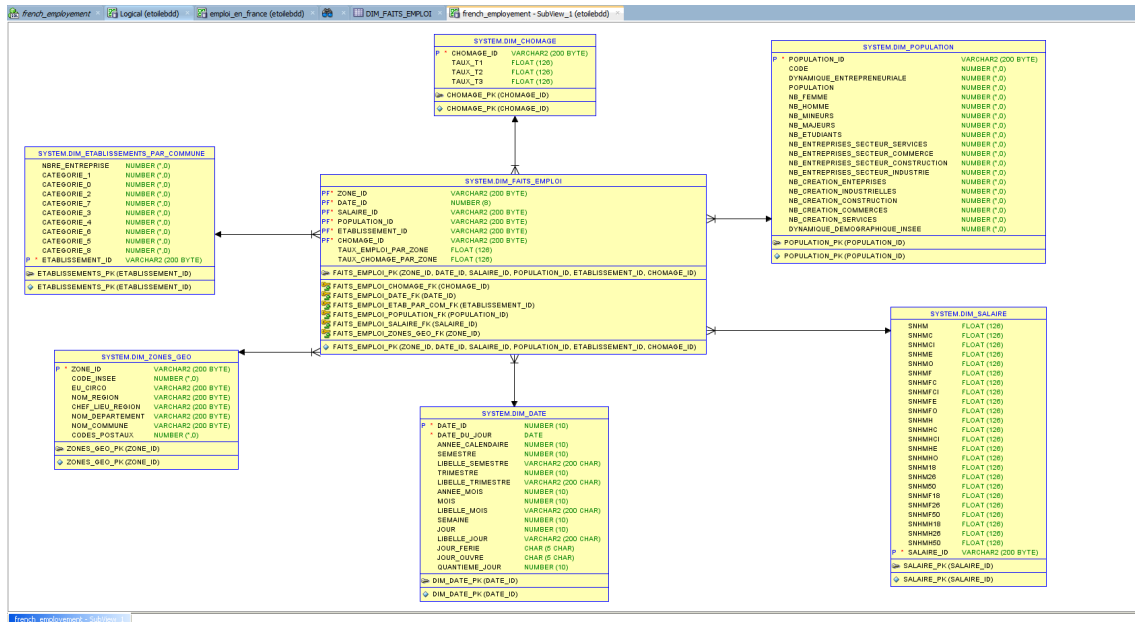 french_employement
Logical (etoilebdd)
emploi_en_france (etoilebdd)
DIM_FAITS_EMPLOI
french_employement - SubView_1 (etoilebdd)
SYSTEM.DIM_CHOMAGE
P * CHOMAGE_ID VARCHAR2 (200 BYTE)
TAUX_T1 FLOAT (126)
TAUX_T2 FLOAT (126)
TAUX_T3 FLOAT (126)
CHOMAGE_PK (CHOMAGE_ID)
CHOMAGE_PK (CHOMAGE_ID)
SYSTEM.DIM_POPULATION
P * POPULATION_ID VARCHAR2 (200 BYTE)
CODE NUMBER (*,0)
DYNAMIQUE_ENTREPRENEURIALE NUMBER (*,0)
POPULATION NUMBER (*,0)
NB_FEMME NUMBER (*,0)
NB_HOMME NUMBER (*,0)
NB_MINEURS NUMBER (*,0)
NB_MAJEURS NUMBER (*,0)
NB_ETUDIANTS NUMBER (*,0)
NB_ENTREPRISES_SECTEUR_SERVICES NUMBER (*,0)
NB_ENTREPRISES_SECTEUR_COMMERCE NUMBER (*,0)
NB_ENTREPRISES_SECTEUR_CONSTRUCTION NUMBER (*,0)
NB_ENTREPRISES_SECTEUR_INDUSTRIE NUMBER (*,0)
NB_CREATION_ENTEPRISES NUMBER (*,0)
NB_CREATION_INDUSTRIELLES NUMBER (*,0)
NB_CREATION_CONSTRUCTION NUMBER (*,0)
NB_CREATION_COMMERCES NUMBER (*,0)
NB_CREATION_SERVICES NUMBER (*,0)
DYNAMIQUE_DEMOGRAPHIQUE_INSEE NUMBER (*,0)
POPULATION_PK (POPULATION_ID)
POPULATION_PK (POPULATION_ID)
SYSTEM.DIM_ETABLISSEMENTS_PAR_COMMUNE
NBRE_ENTREPRISE NUMBER (*,0)
CATEGORIE_1 NUMBER (*,0)
CATEGORIE_0 NUMBER (*,0)
CATEGORIE_2 NUMBER (*,0)
CATEGORIE_7 NUMBER (*,0)
CATEGORIE_3 NUMBER (*,0)
CATEGORIE_4 NUMBER (*,0)
CATEGORIE_6 NUMBER (*,0)
CATEGORIE_5 NUMBER (*,0)
CATEGORIE_8 NUMBER (*,0)
P * ETABLISSEMENT_ID VARCHAR2 (200 BYTE)
ETABLISSEMENTS_PK (ETABLISSEMENT_ID)
ETABLISSEMENTS_PK (ETABLISSEMENT_ID)
SYSTEM.DIM_FAITS_EMPLOI
PF* ZONE_ID VARCHAR2 (200 BYTE)
PF* DATE_ID NUMBER (8)
PF* SALAIRE_ID VARCHAR2 (200 BYTE)
PF* POPULATION_ID VARCHAR2 (200 BYTE)
PF* ETABLISSEMENT_ID VARCHAR2 (200 BYTE)
PF* CHOMAGE_ID VARCHAR2 (200 BYTE)
TAUX_EMPLOI_PAR_ZONE FLOAT (126)
TAUX_CHOMAGE_PAR_ZONE FLOAT (126)
FAITS_EMPLOI_PK (ZONE_ID, DATE_ID, SALAIRE_ID, POPULATION_ID, ETABLISSEMENT_ID, CHOMAGE_ID)
FAITS_EMPLOI_CHOMAGE_FK (CHOMAGE_ID)
FAITS_EMPLOI_DATE_FK (DATE_ID)
FAITS_EMPLOI_ETAB_PAR_COM_FK (ETABLISSEMENT_ID)
FAITS_EMPLOI_POPULATION_FK (POPULATION_ID)
FAITS_EMPLOI_SALAIRE_FK (SALAIRE_ID)
FAITS_EMPLOI_ZONES_GEO_FK (ZONE_ID)
FAITS_EMPLOI_PK (ZONE_ID, DATE_ID, SALAIRE_ID, POPULATION_ID, ETABLISSEMENT_ID, CHOMAGE_ID)
SYSTEM.DIM_SALAIRE
SNHM FLOAT (126)
SNHMC FLOAT (126)
SNHMCI FLOAT (126)
SNHME FLOAT (126)
SNHMO FLOAT (126)
SNHMF FLOAT (126)
SNHMFC FLOAT (126)
SNHMFCI FLOAT (126)
SNHMFE FLOAT (126)
SNHMFO FLOAT (126)
SNHMH FLOAT (126)
SNHMHC FLOAT (126)
SNHMHCI FLOAT (126)
SNHMHE FLOAT (126)
SNHMHO FLOAT (126)
SNHM18 FLOAT (126)
SNHM26 FLOAT (126)
SNHM50 FLOAT (126)
SNHMF18 FLOAT (126)
SNHMF26 FLOAT (126)
SNHMF50 FLOAT (126)
SNHMH18 FLOAT (126)
SNHMH26 FLOAT (126)
SNHMH50 FLOAT (126)
P * SALAIRE_ID VARCHAR2 (200 BYTE)
SALAIRE_PK (SALAIRE_ID)
SALAIRE_PK (SALAIRE_ID)
SYSTEM.DIM_ZONES_GEO
P * ZONE_ID VARCHAR2 (200 BYTE)
CODE_INSEE NUMBER (*,0)
EU_CIRCO VARCHAR2 (200 BYTE)
NOM_REGION VARCHAR2 (200 BYTE)
CHEF_LIEU_REGION VARCHAR2 (200 BYTE)
NOM_DEPARTEMENT VARCHAR2 (200 BYTE)
NOM_COMMUNE VARCHAR2 (200 BYTE)
CODES_POSTAUX NUMBER (*,0)
ZONES_GEO_PK (ZONE_ID)
ZONES_GEO_PK (ZONE_ID)
SYSTEM.DIM_DATE
P * DATE_ID NUMBER (10)
* DATE_DU_JOUR DATE
ANNEE_CALENDAIRE NUMBER (10)
SEMESTRE NUMBER (10)
LIBELLE_SEMESTRE VARCHAR2 (200 CHAR)
TRIMESTRE NUMBER (10)
LIBELLE_TRIMESTRE VARCHAR2 (200 CHAR)
ANNEE_MOIS NUMBER (10)
MOIS NUMBER (10)
LIBELLE_MOIS VARCHAR2 (200 CHAR)
SEMAINE NUMBER (10)
JOUR NUMBER (10)
LIBELLE_JOUR VARCHAR2 (200 CHAR)
JOUR_FERIE CHAR (5 CHAR)
JOUR_OUVRE CHAR (5 CHAR)
QUANTIEME_JOUR NUMBER (10)
DIM_DATE_PK (DATE_ID)
DIM_DATE_PK (DATE_ID)
french_employement - SubView_1